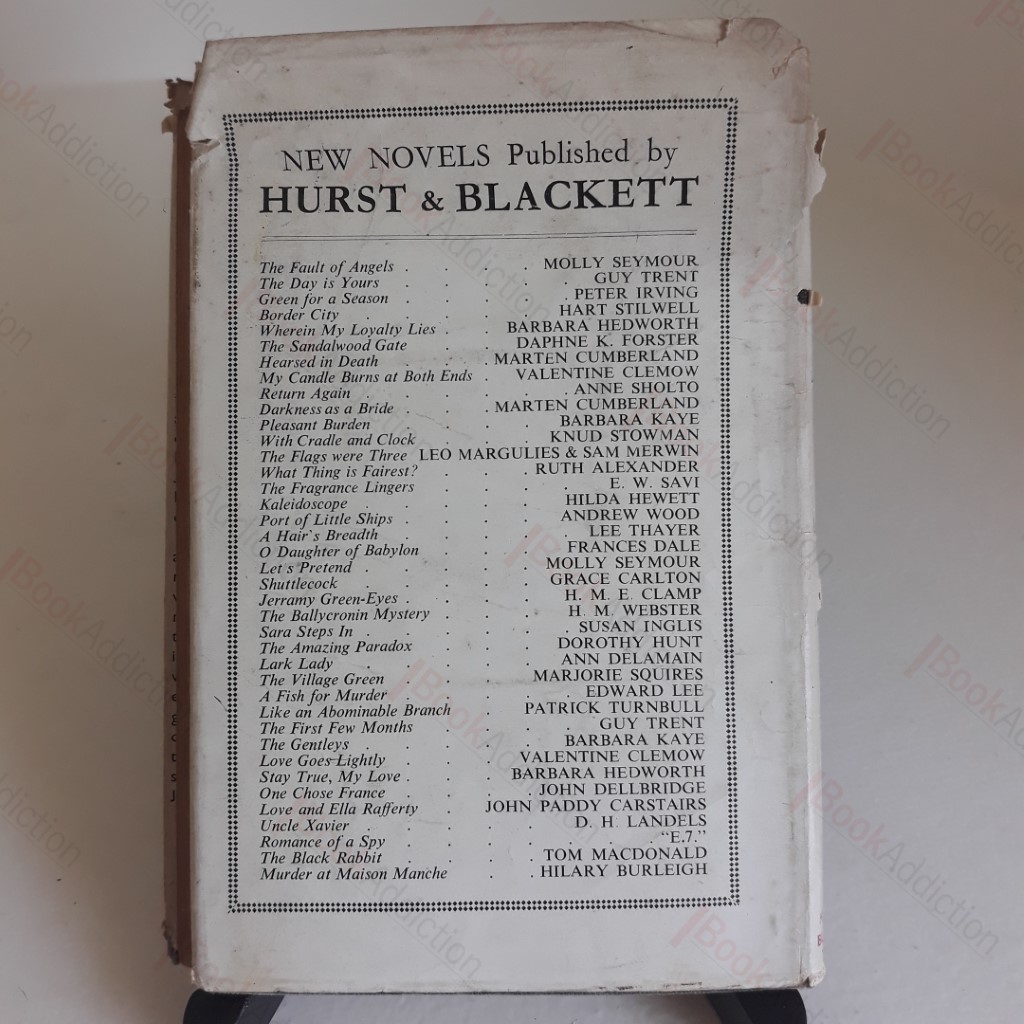 NEW NOVELS Published by
HURST & BLACKETT
The Fault of Angels . . . . MOLLY SEYMOUR
The Day is Yours . . . . . GUY TRENT
Green for a Season . . . . . PETER IRVING
Border City . . . . . HART STILWELL
Wherein My Loyalty Lies . . BARBARA HEDWORTH
The Sandalwood Gate . . DAPHNE K. FORSTER
Hearsed in Death . . . MARTEN CUMBERLAND
My Candle Burns at Both Ends . VALENTINE CLEMOW
Return Again . . . . . ANNE SHOLTO
Darkness as a Bride . . . MARTEN CUMBERLAND
Pleasant Burden . . . . BARBARA KAYE
With Cradle and Clock . . . KNUD STOWMAN
The Flags were Three LEO MARGULIES & SAM MERWIN
What Thing is Fairest? . . . RUTH ALEXANDER
The Fragrance Lingers . . . . E. W. SAVI
Kaleidoscope . . . . HILDA HEWETT
Port of Little Ships . . . . ANDREW WOOD
A Hair's Breadth . . . . LEE THAYER
O Daughter of Babylon . . . FRANCES DALE
Let's Pretend . . . . . MOLLY SEYMOUR
Shuttlecock . . . . GRACE CARLTON
Jerramy Green-Eyes . . . . H. M. E. CLAMP
The Ballycronin Mystery . . . H. M. WEBSTER
Sara Steps In . . . . . SUSAN INGLIS
The Amazing Paradox . . . DOROTHY HUNT
Lark Lady . . . . ANN DELAMAIN
The Village Green . . . . MARJORIE SQUIRES
A Fish for Murder . . . . . EDWARD LEE
Like an Abominable Branch . PATRICK TURNBULL
The First Few Months . . . GUY TRENT
The Gentleys . . . . . BARBARA KAYE
Love Goes Lightly . . . VALENTINE CLEMOW
Stay True, My Love . . . BARBARA HEDWORTH
One Chose France . . . . JOHN DELLBRIDGE
Love and Ella Rafferty . JOHN PADDY CARSTAIRS
Uncle Xavier . . . . . D. H. LANDELS
Romance of a Spy . . . . . . "E.7."
The Black Rabbit . . . . TOM MACDONALD
Murder at Maison Manche . . HILARY BURLEIGH